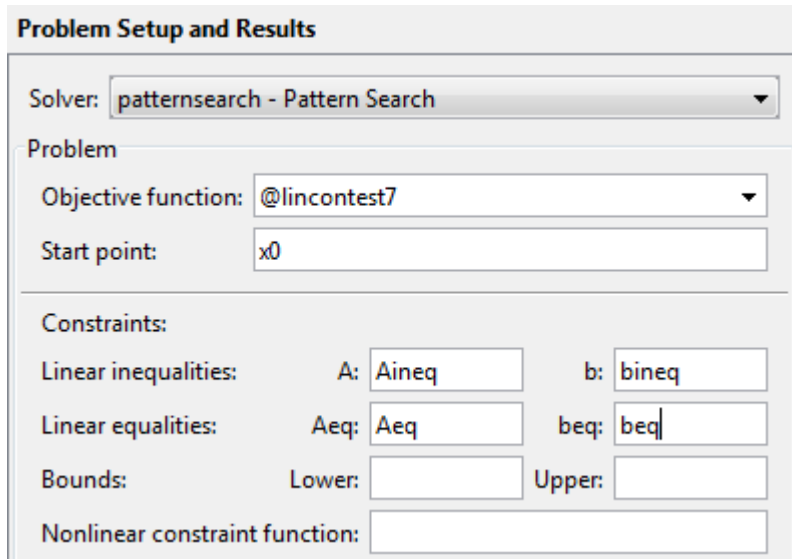 Problem Setup and Results
Solver: patternsearch - Pattern Search
Problem
Objective function: @lincontest7
Start point: x0
Constraints:
Linear inequalities: A: Aineq b: bineq
Linear equalities: Aeq: Aeq beq: beq
Bounds: Lower: Upper:
Nonlinear constraint function: